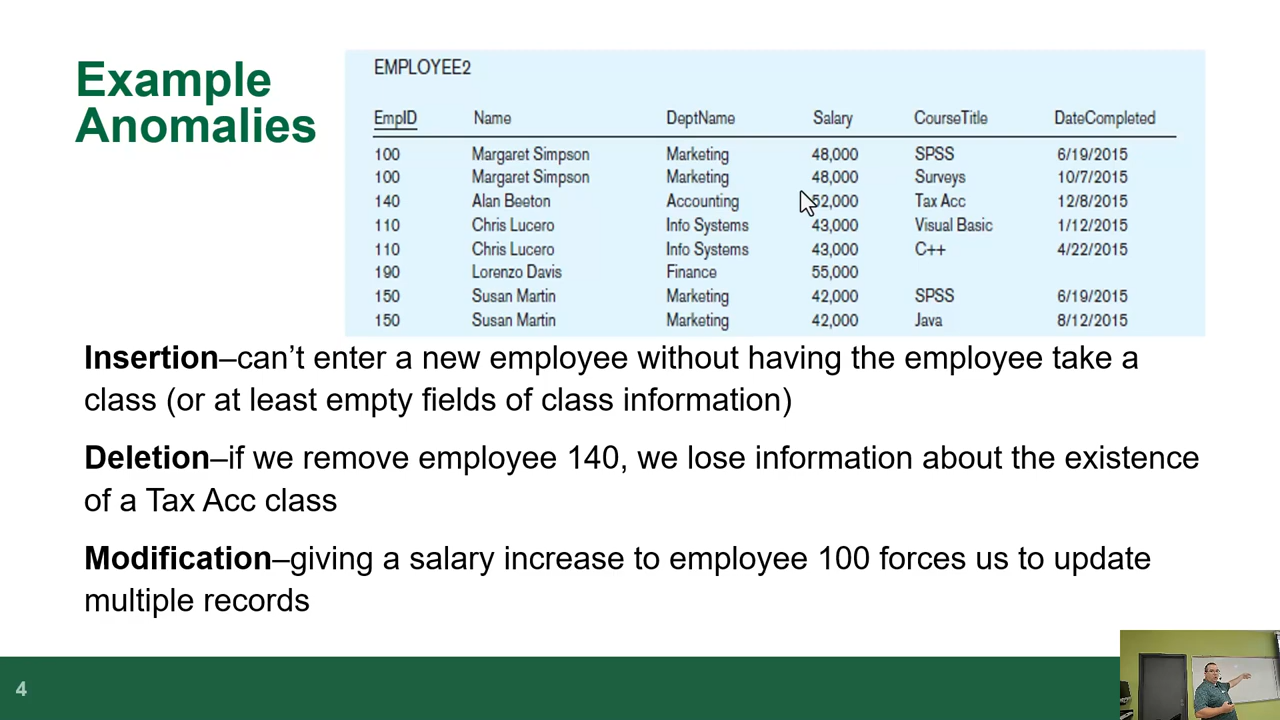 Example
Anomalies
EMPLOYEE2
EmpID Name DeptName Salary CourseTitle DateCompleted
100 Margaret Simpson Marketing 48,000 SPSS 6/19/2015
100 Margaret Simpson Marketing 48,000 Surveys 10/7/2015
140 Alan Beeton Accounting 52,000 Tax Acc 12/8/2015
110 Chris Lucero Info Systems 43,000 Visual Basic 1/12/2015
110 Chris Lucero Info Systems 43,000 C++ 4/22/2015
190 Lorenzo Davis Finance 55,000
150 Susan Martin Marketing 42,000 SPSS 6/19/2015
150 Susan Martin Marketing 42,000 Java 8/12/2015
Insertion–can’t enter a new employee without having the employee take a
class (or at least empty fields of class information)
Deletion–if we remove employee 140, we lose information about the existence
of a Tax Acc class
Modification–giving a salary increase to employee 100 forces us to update
multiple records
4